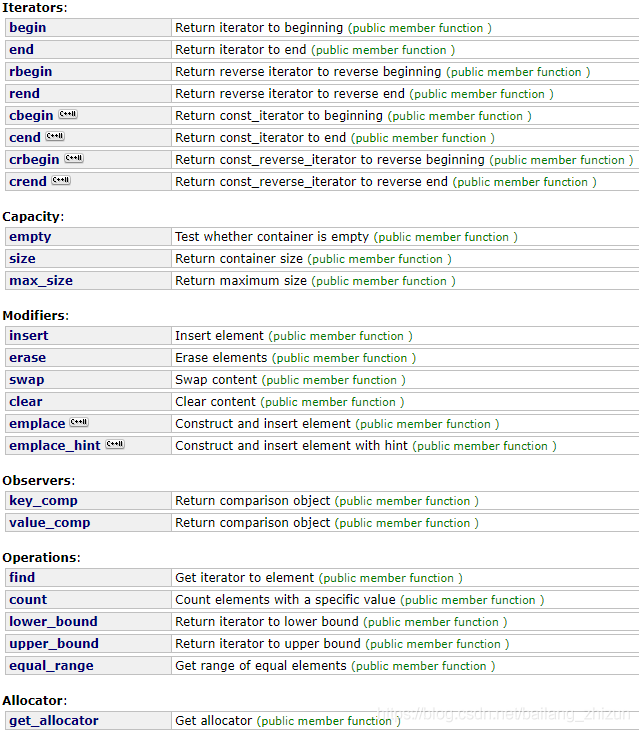 Iterators:
begin Return iterator to beginning (public member function )
end Return iterator to end (public member function )
rbegin Return reverse iterator to reverse beginning (public member function )
rend Return reverse iterator to reverse end (public member function )
cbegin C++11 Return const_iterator to beginning (public member function )
cend C++11 Return const_iterator to end (public member function )
crbegin C++11 Return const_reverse_iterator to reverse beginning (public member function )
crend C++11 Return const_reverse_iterator to reverse end (public member function )
Capacity:
empty Test whether container is empty (public member function )
size Return container size (public member function )
max_size Return maximum size (public member function )
Modifiers:
insert Insert element (public member function )
erase Erase elements (public member function )
swap Swap content (public member function )
clear Clear content (public member function )
emplace C++11 Construct and insert element (public member function )
emplace_hint C++11 Construct and insert element with hint (public member function )
Observers:
key_comp Return comparison object (public member function )
value_comp Return comparison object (public member function )
Operations:
find Get iterator to element (public member function )
count Count elements with a specific value (public member function )
lower_bound Return iterator to lower bound (public member function )
upper_bound Return iterator to upper bound (public member function )
equal_range Get range of equal elements (public member function )
Allocator:
get_allocator Get allocator (public member function )
https://blog.csdn.net/bailang_zhizun